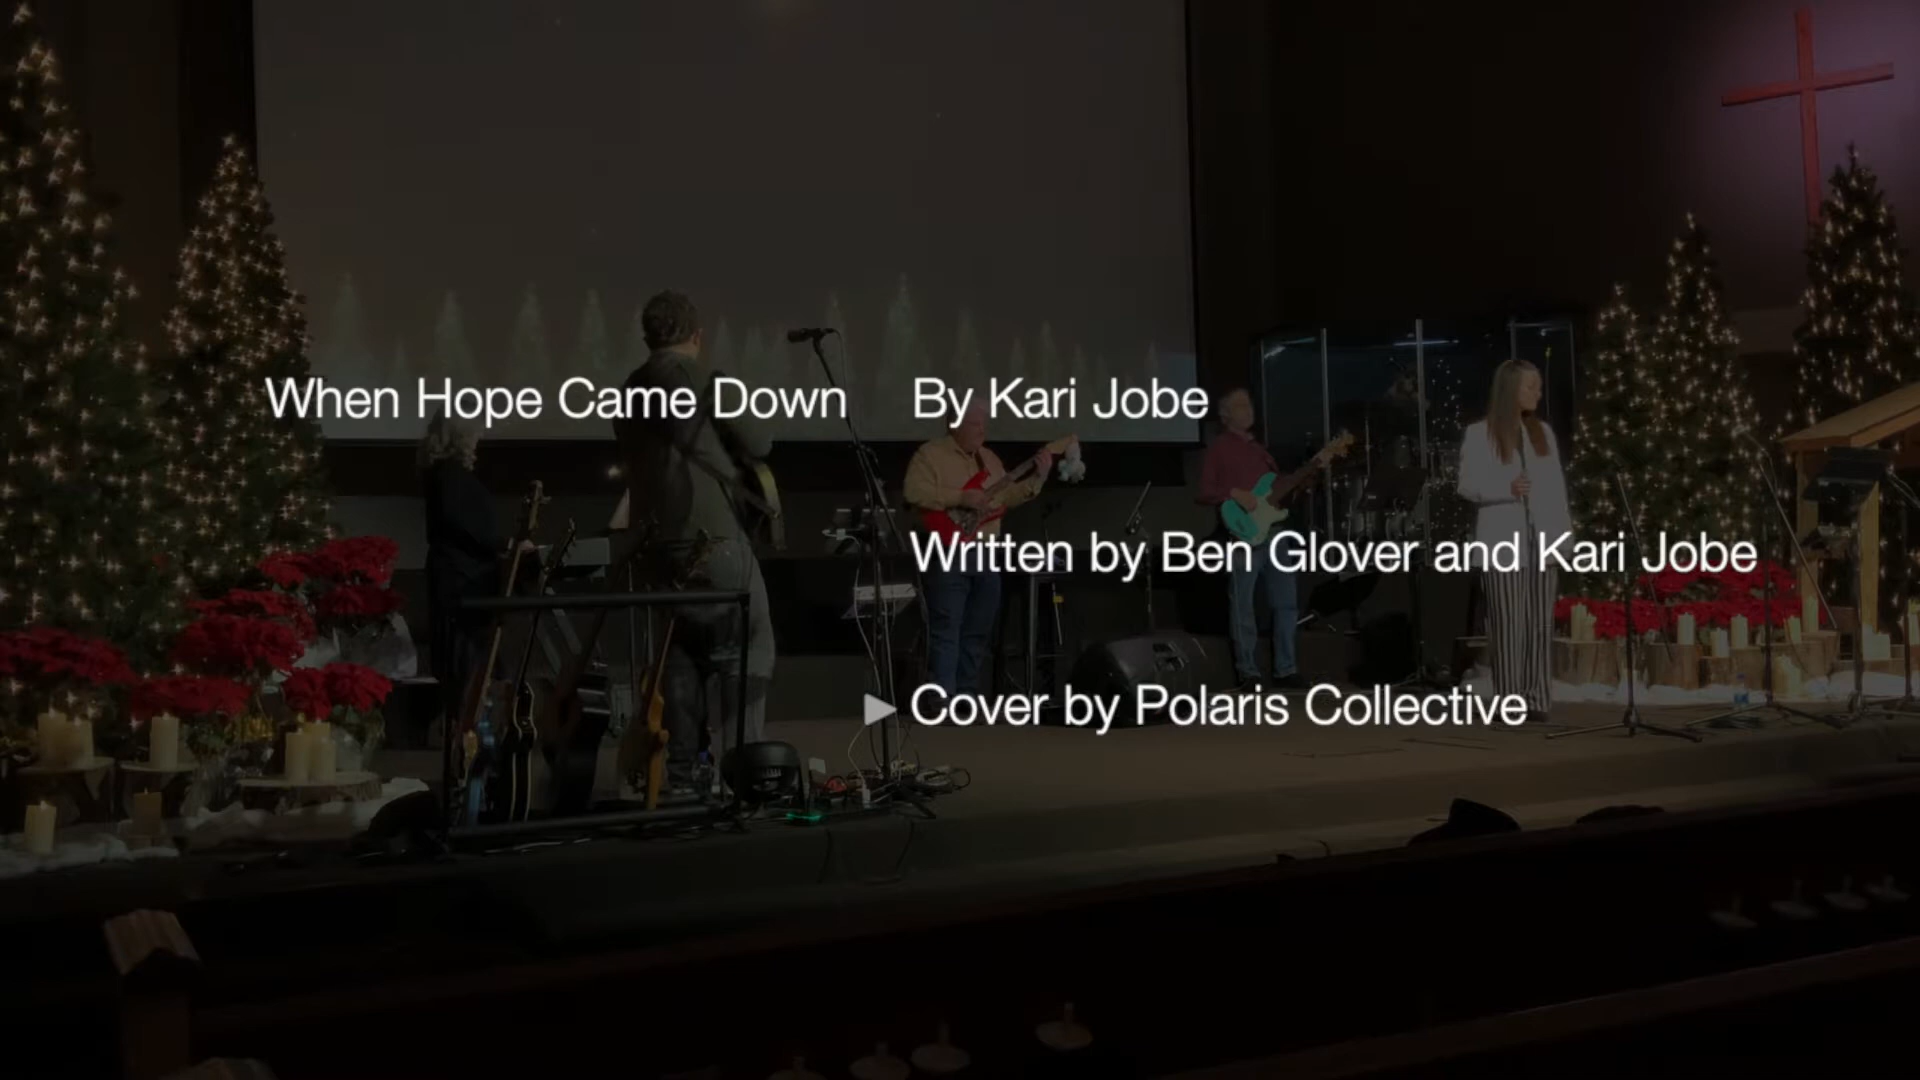 When Hope Came Down By Kari Jobe
Written by Ben Glover and Kari Jobe
Cover by Polaris Collective